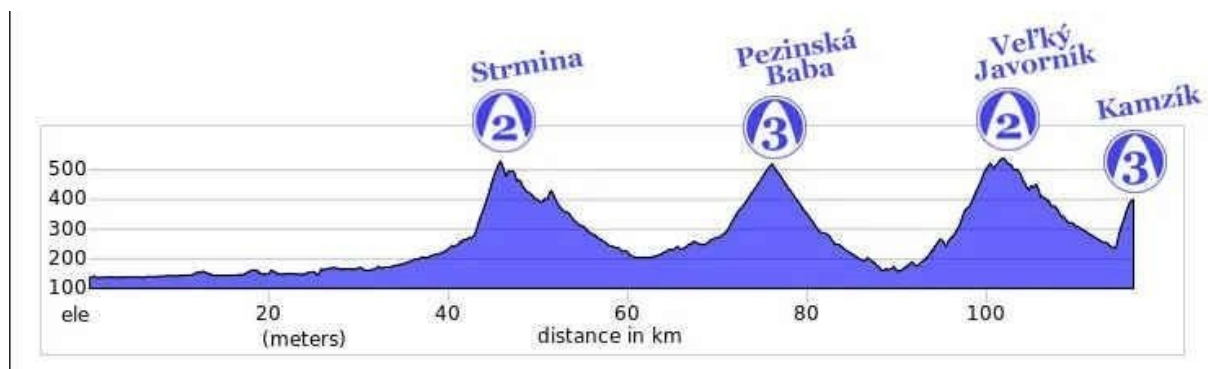 Strmina
2
Pezinská
Baba
3
Veľký
Javorník
2
Kamzík
3
500
400
300
200
100
ele
20
40
60
80
100
(meters)
distance in km